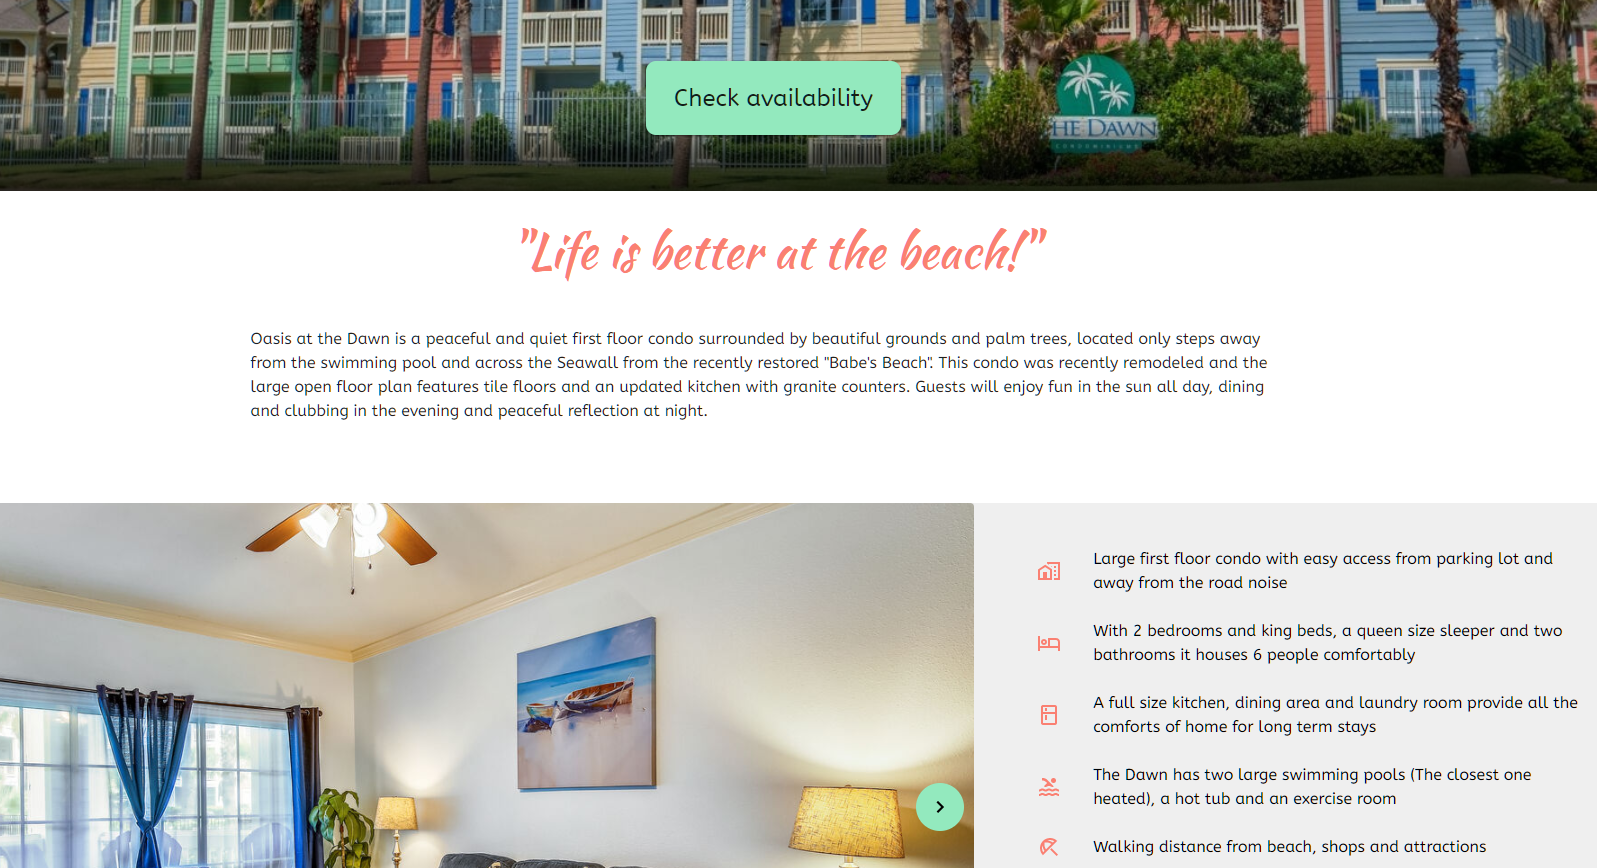 Check availability
HE DAWN
CONDOMINIUMS
"Life is better at the beach!"
Oasis at the Dawn is a peaceful and quiet first floor condo surrounded by beautiful grounds and palm trees, located only steps away
from the swimming pool and across the Seawall from the recently restored "Babe's Beach". This condo was recently remodeled and the
large open floor plan features tile floors and an updated kitchen with granite counters. Guests will enjoy fun in the sun all day, dining
and clubbing in the evening and peaceful reflection at night.
Large first floor condo with easy access from parking lot and
away from the road noise
With 2 bedrooms and king beds, a queen size sleeper and two
bathrooms it houses 6 people comfortably
A full size kitchen, dining area and laundry room provide all the
comforts of home for long term stays
The Dawn has two large swimming pools (The closest one
heated), a hot tub and an exercise room
Walking distance from beach, shops and attractions